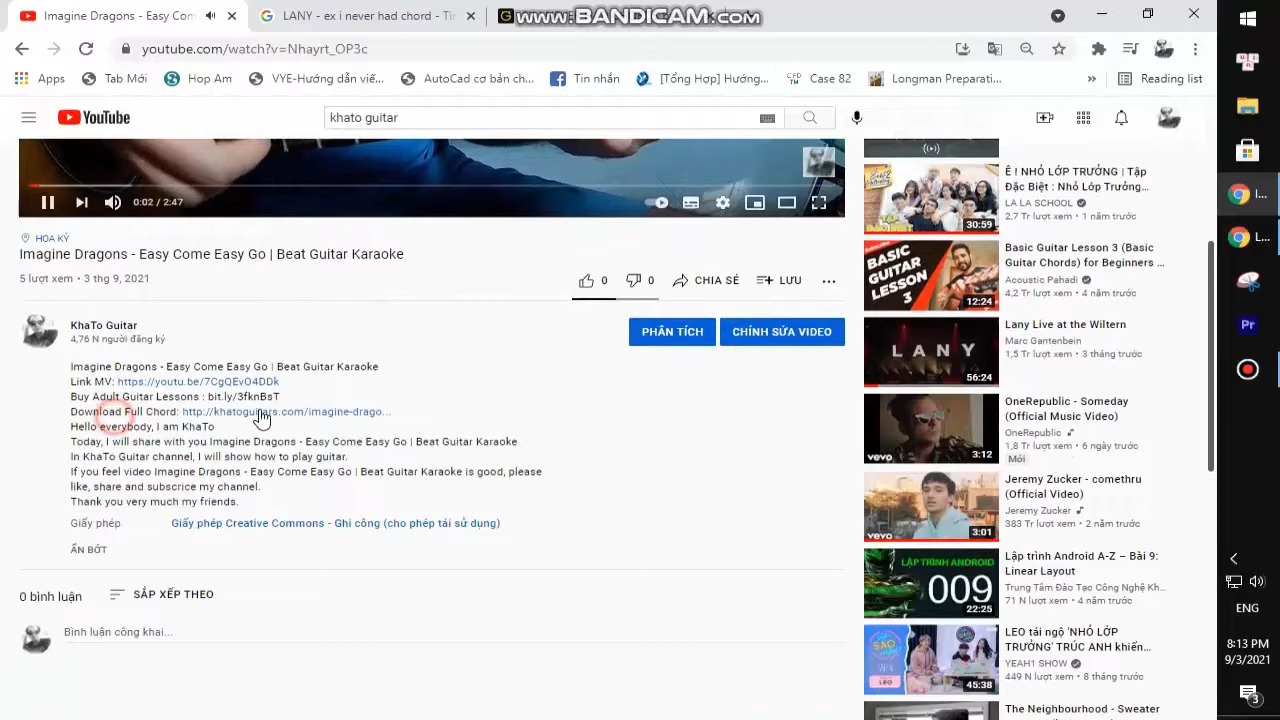 Imagine Dragons - Easy Com
LANY - ex i never had chord - T
www.BANDICAM.com
youtube.com/watch?v=Nhayrt_OP3c
Apps
Tab Mới
Hop Am
VYE-Hướng dẫn viế...
AutoCad cơ bản ch...
Tin nhắn
[Tổng Hợp] Hướng...
Case 82
Longman Preparati...
»
Reading list
YouTube
khato guitar
0:02 / 2:47
HOA KỲ
Imagine Dragons - Easy Come Easy Go | Beat Guitar Karaoke
5 lượt xem • 3 thg 9, 2021
0
0
CHIA SẺ
LƯU
KhaTo Guitar
4,76 N người đăng ký
PHÂN TÍCH
CHỈNH SỬA VIDEO
Imagine Dragons - Easy Come Easy Go | Beat Guitar Karaoke
Link MV: https://youtu.be/7CgQEvO4DDk
Buy Adult Guitar Lessons : bit.ly/3fknBsT
Download Full Chord: http://khatoguitars.com/imagine-drago...
Hello everybody, I am KhaTo
Today, I will share with you Imagine Dragons - Easy Come Easy Go | Beat Guitar Karaoke
In KhaTo Guitar channel, I will show how to play guitar.
If you feel video Imagine Dragons - Easy Come Easy Go | Beat Guitar Karaoke is good, please
like, share and subscrice my channel.
Thank you very much my friends.
Giấy phép
Giấy phép Creative Commons - Ghi công (cho phép tái sử dụng)
ẨN BỚT
0 bình luận
SẮP XẾP THEO
Bình luận công khai...
30:59
Ê ! NHỎ LỚP TRƯỞNG | Tập
Đặc Biệt : Nhỏ Lớp Trưởng...
LA LA SCHOOL
2,7 Tr lượt xem • 1 năm trước
BASIC
GUITAR
LESSON
3
12:24
Basic Guitar Lesson 3 (Basic
Guitar Chords) for Beginners ...
Acoustic Pahadi
4,2 Tr lượt xem • 4 năm trước
LANY
56:24
Lany Live at the Wiltern
Marc Gantenbein
1,5 Tr lượt xem • 3 tháng trước
vevo
3:12
OneRepublic - Someday
(Official Music Video)
OneRepublic
1,8 Tr lượt xem • 6 ngày trước
Mới
vevo
3:01
Jeremy Zucker - comethru
(Official Video)
Jeremy Zucker
383 Tr lượt xem • 2 năm trước
LẬP TRÌNH ANDROID
009
22:25
Lập trình Android A-Z – Bài 9:
Linear Layout
Trung Tâm Đào Tạo Công Nghệ Kh...
71 N lượt xem • 4 năm trước
LEO
45:38
LEO tái ngộ 'NHỎ LỚP
TRƯỞNG' TRÚC ANH khiến...
YEAH1 SHOW
449 N lượt xem • 8 tháng trước
The Neighbourhood - Sweater
I...
L...
Pr
ENG
8:13 PM
9/3/2021
3